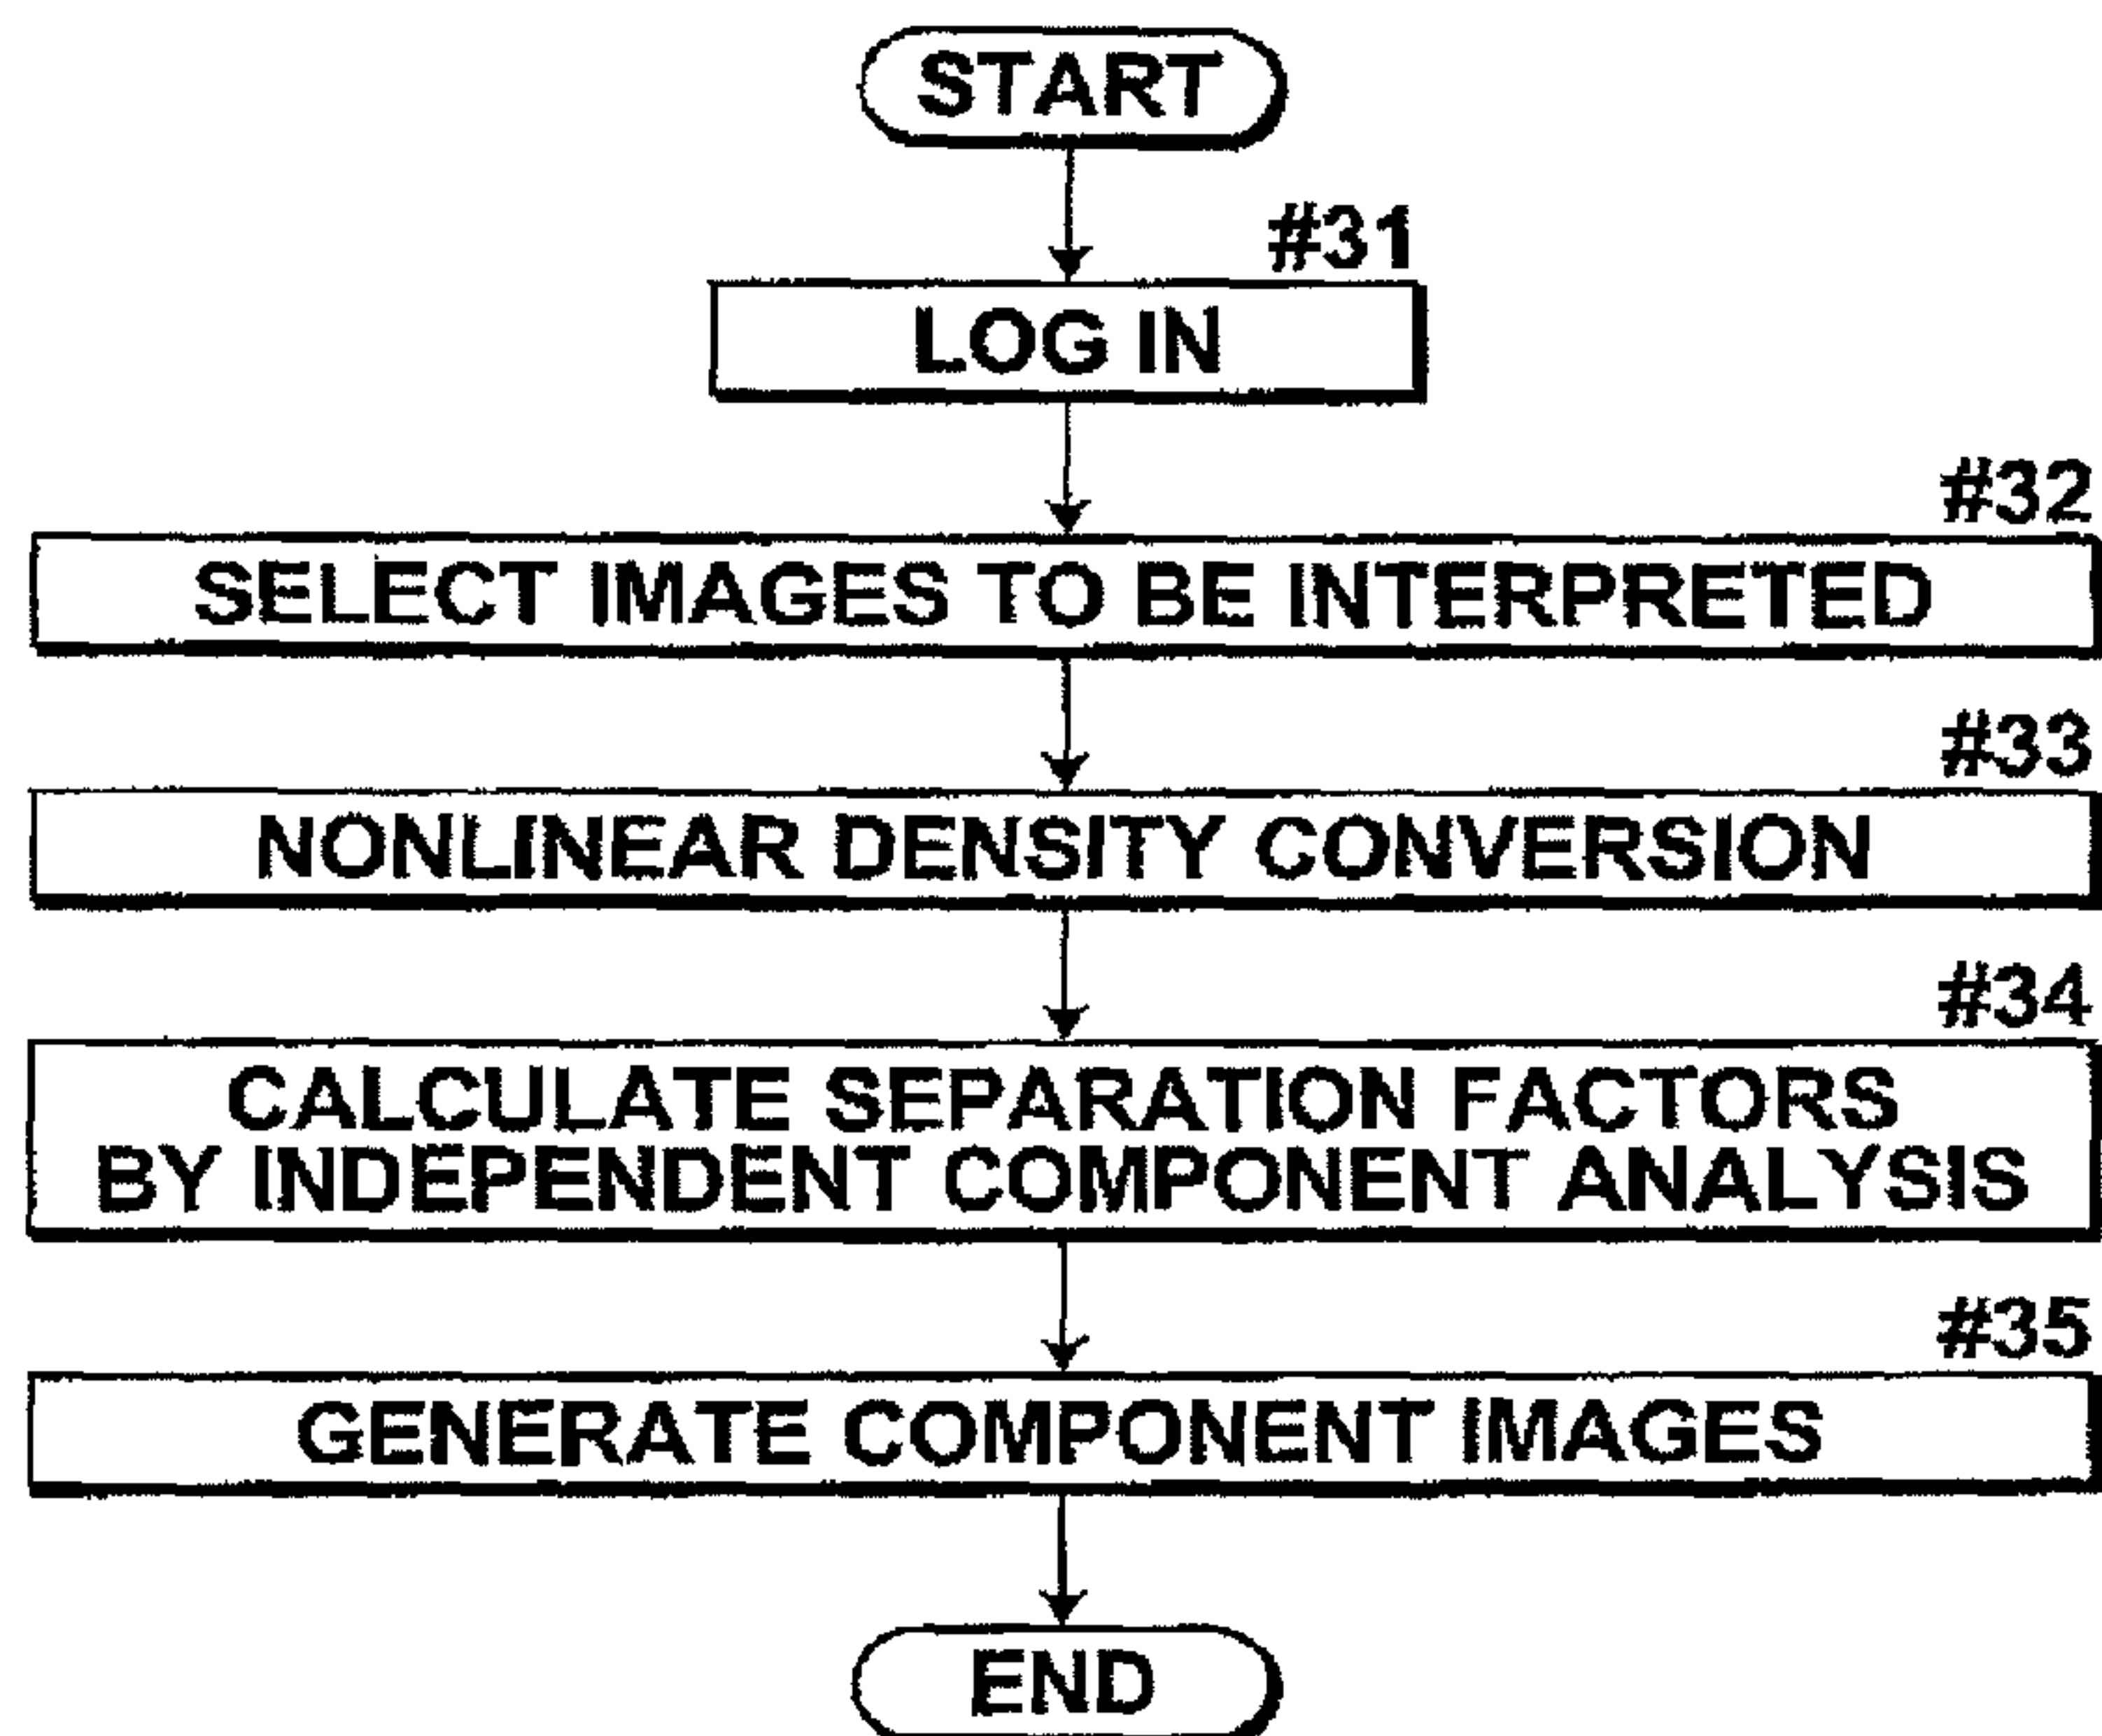 START
#31
LOG IN
#32
SELECT IMAGES TO BE INTERPRETED
#33
NONLINEAR DENSITY CONVERSION
#34
CALCULATE SEPARATION FACTORS
BY INDEPENDENT COMPONENT ANALYSIS
#35
GENERATE COMPONENT IMAGES
END